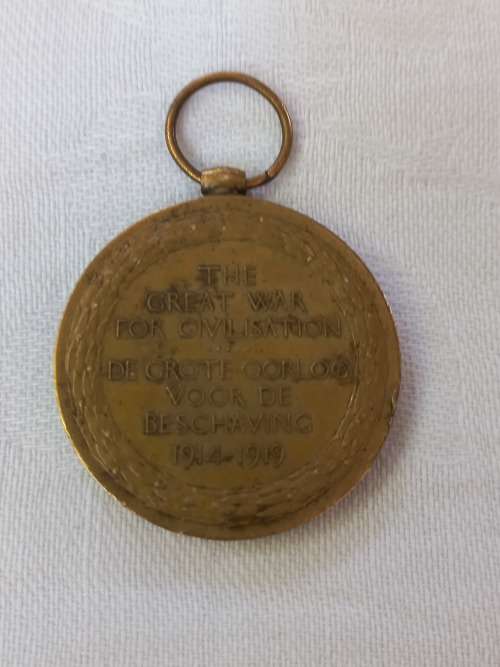 THE
GREAT WAR
FOR CIVILISATION
DE GROTE OORLOG
VOOR DE
BESCHAVING
1914-1919